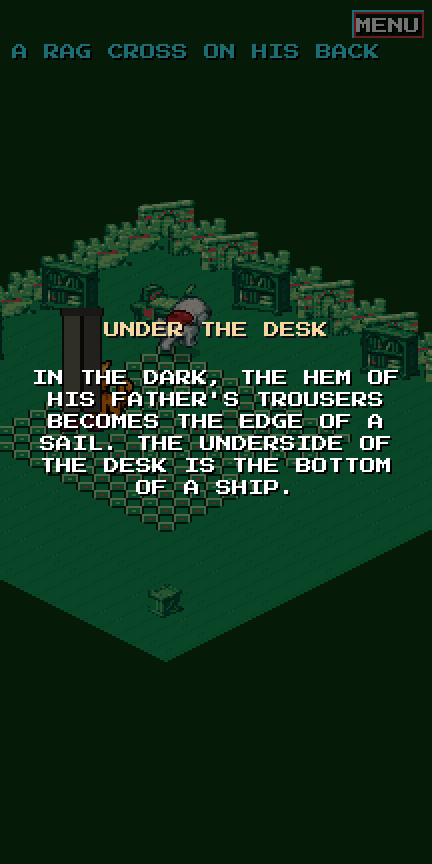 MENU
A RAG CROSS ON HIS BACK
UNDER THE DESK
IN THE DARK, THE HEM OF
HIS FATHER'S TROUSERS
BECOMES THE EDGE OF A
SAIL. THE UNDERSIDE OF
THE DESK IS THE BOTTOM
OF A SHIP.